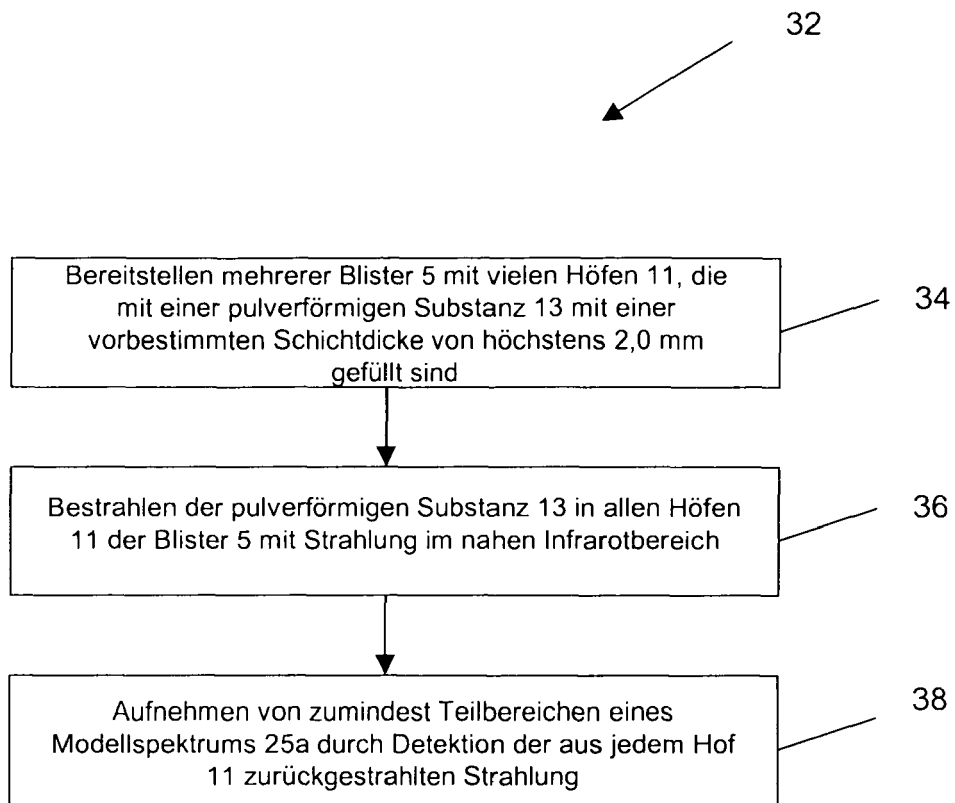 32
Bereitstellen mehrerer Blister 5 mit vielen Höfen 11, die
mit einer pulverförmigen Substanz 13 mit einer
vorbestimmten Schichtdicke von höchstens 2,0 mm
gefüllt sind
34
Bestrahlen der pulverförmigen Substanz 13 in allen Höfen
11 der Blister 5 mit Strahlung im nahen Infrarotbereich
36
Aufnehmen von zumindest Teilbereichen eines
Modellspektrums 25a durch Detektion der aus jedem Hof
11 zurückgestrahlten Strahlung
38